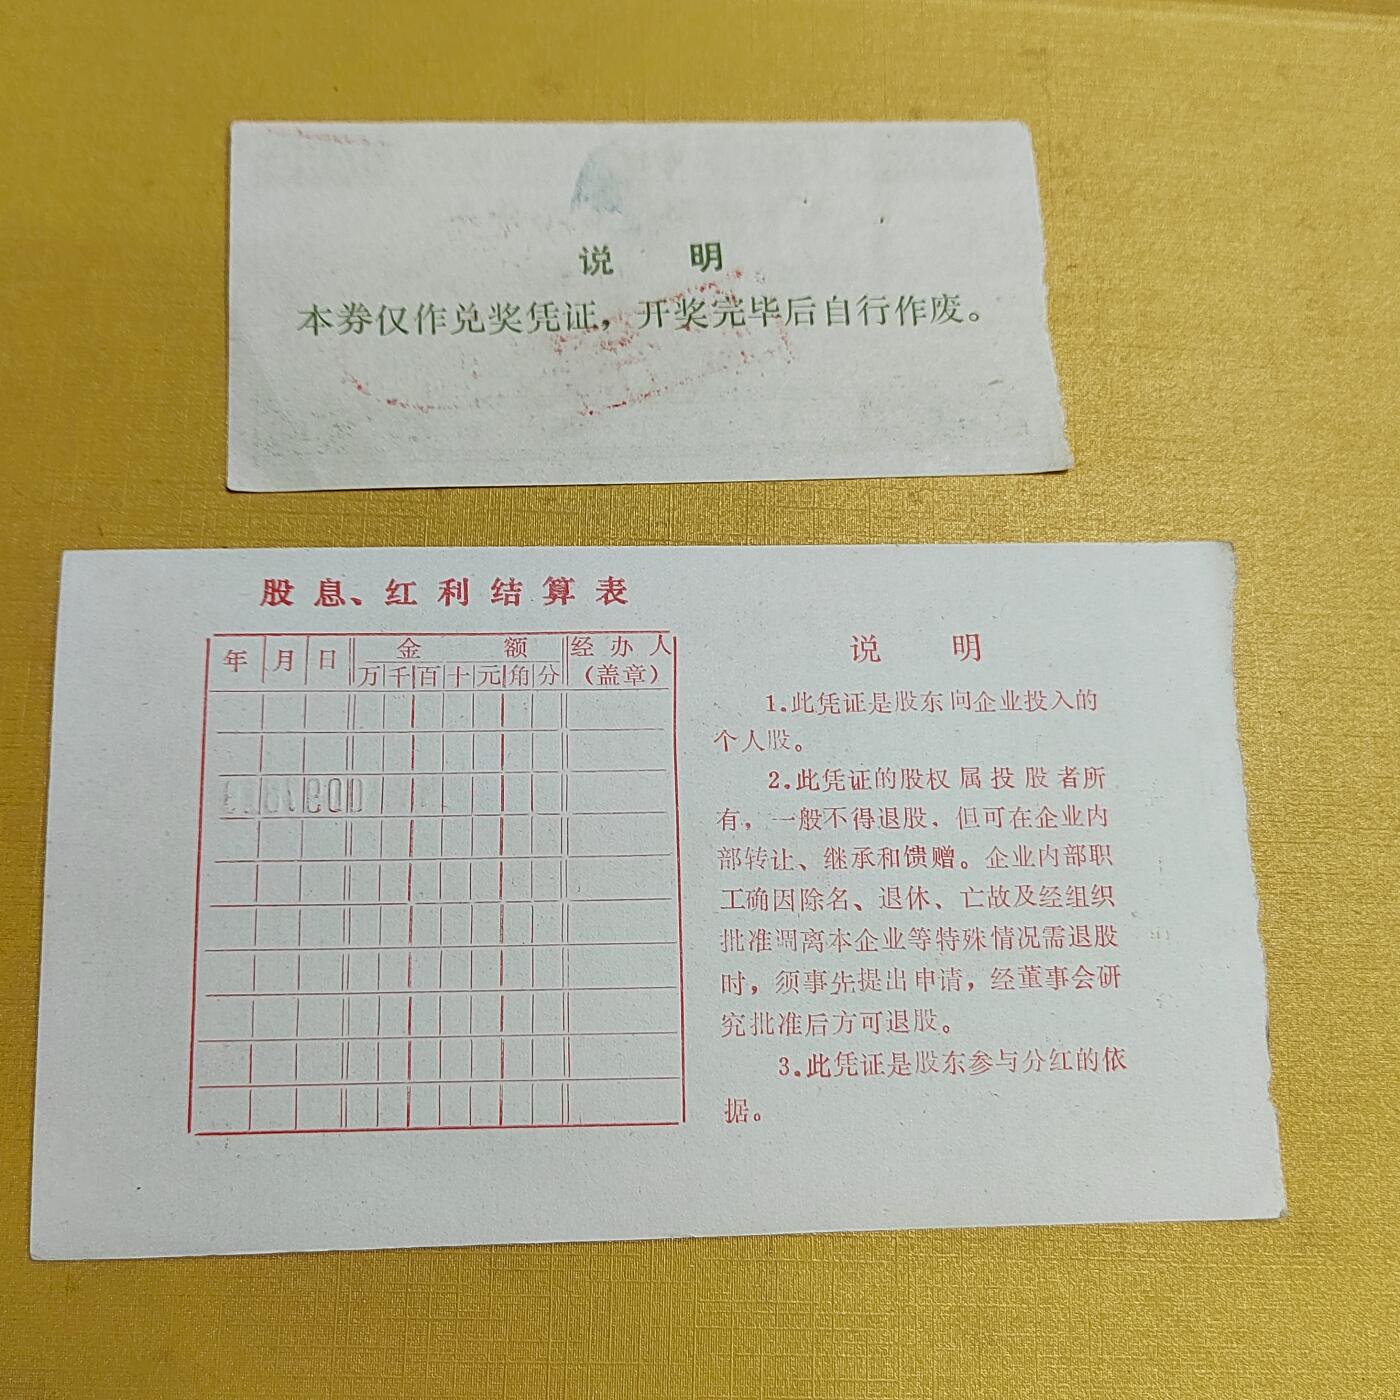 说 明
本券仅作兑奖凭证，开奖完毕后自行作废。
股息、红利结算表
年 月 日 金 额 经办人
万 千 百 十 元 角 分 （盖章）
说 明
1.此凭证是股东问企业投入的
个人股。
2.此凭证的股权属投股者所
有，一般不得退股，但可在企业内
部转让、继承和馈赠。企业内部职
工确因除名、退休、亡故及经组织
批准调离本企业等特殊情况需退股
时，须事先提出申请，经董事会研
究批准后方可退股。
3.此凭证是股东参与分红的依
据。